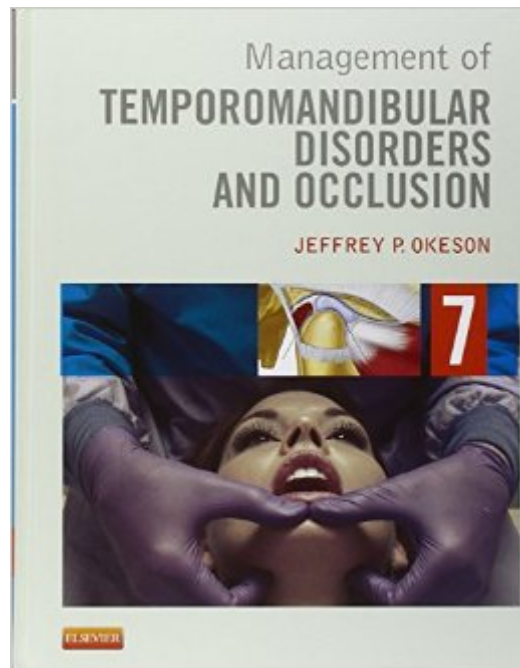 Management of
TEMPOROMANDIBULAR
DISORDERS
AND OCCLUSION
JEFFREY P. OKESON
7
ELSEVIER